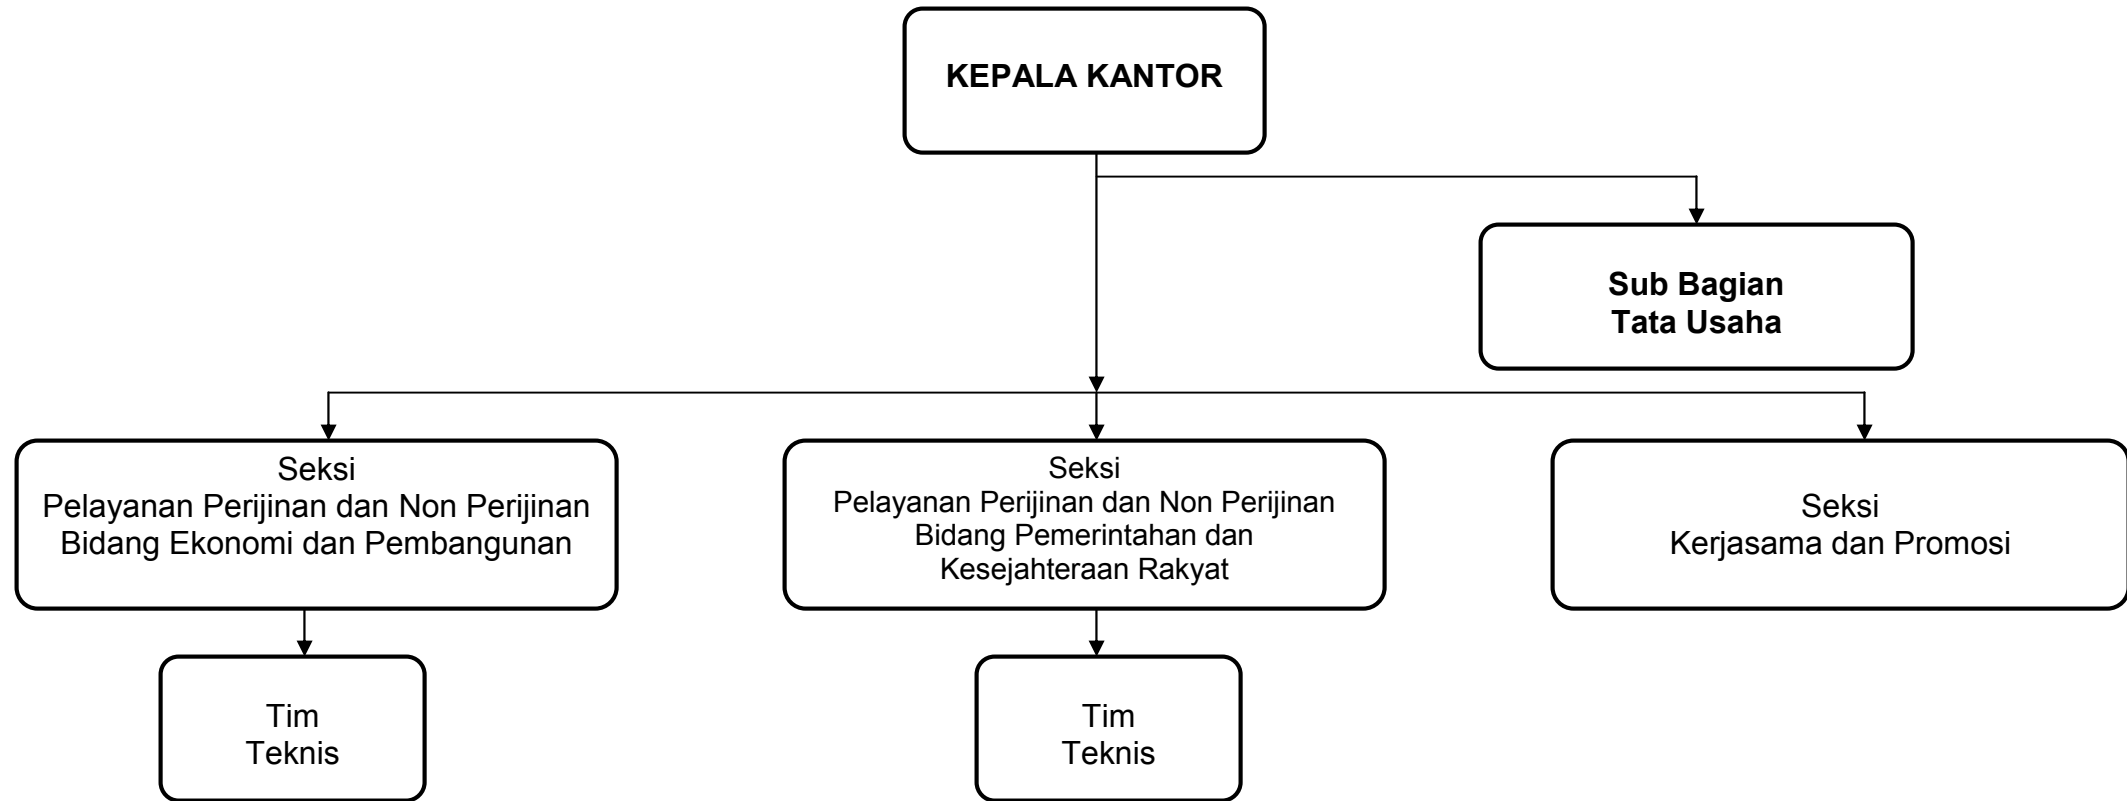 KEPALA KANTOR
Sub Bagian
Tata Usaha
Seksi
Pelayanan Perijinan dan Non Perijinan
Bidang Ekonomi dan Pembangunan
Seksi
Pelayanan Perijinan dan Non Perijinan
Bidang Pemerintahan dan
Kesejahteraan Rakyat
Seksi
Kerjasama dan Promosi
Tim
Teknis
Tim
Teknis